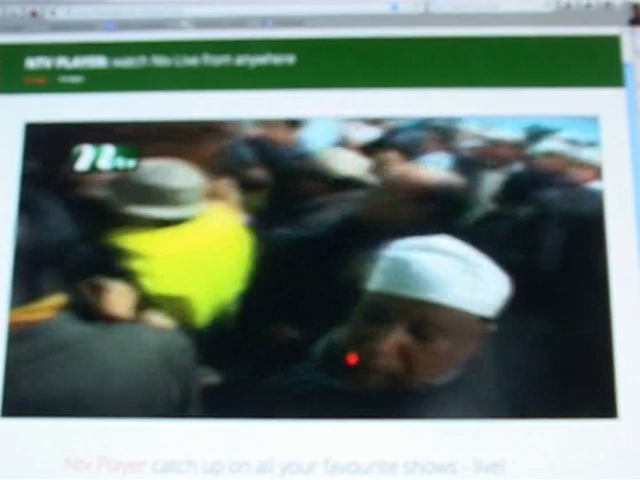 NTV PLAYER: watch Ntv Live from anywhere
Ntv Player catch up on all your favourite shows - live!